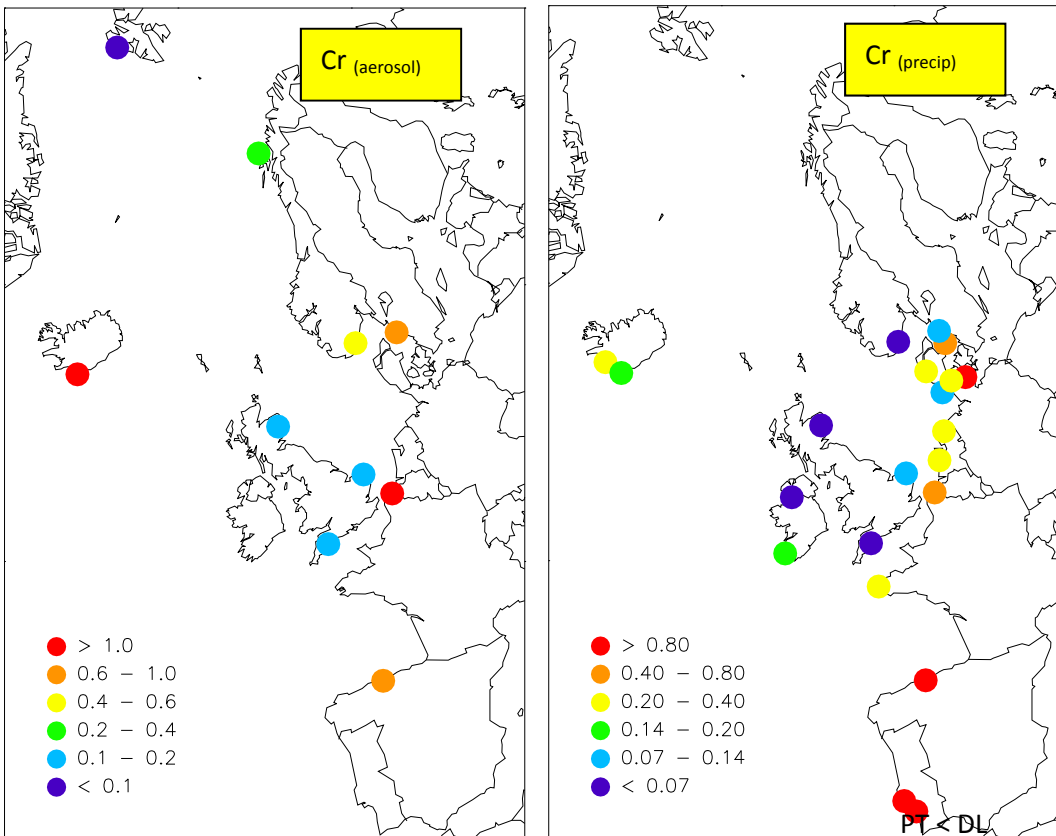 Cr (aerosol)
> 1.0
0.6 – 1.0
0.4 – 0.6
0.2 – 0.4
0.1 – 0.2
< 0.1
Cr (precip)
> 0.80
0.40 – 0.80
0.20 – 0.40
0.14 – 0.20
0.07 – 0.14
< 0.07
PT < DL